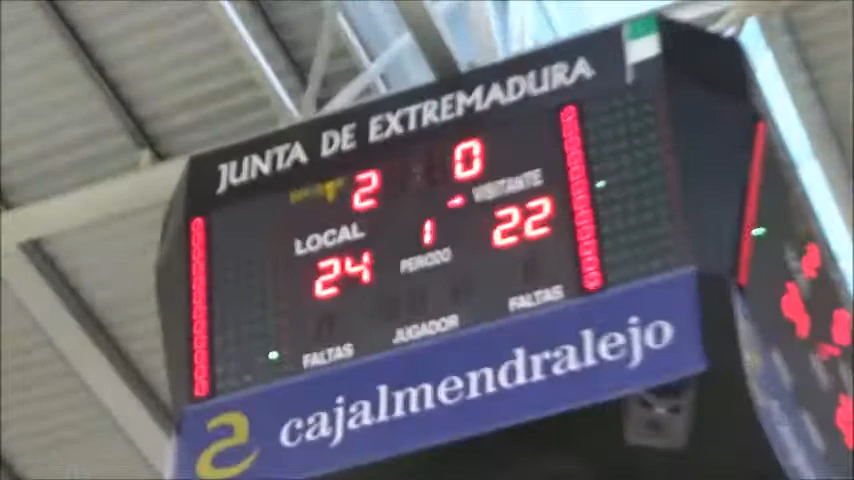 JUNTA DE EXTREMADURA
2 0
LOCAL VISITANTE
24 1 22
PERIODO
FALTAS JUGADOR FALTAS
cajalmendralejo